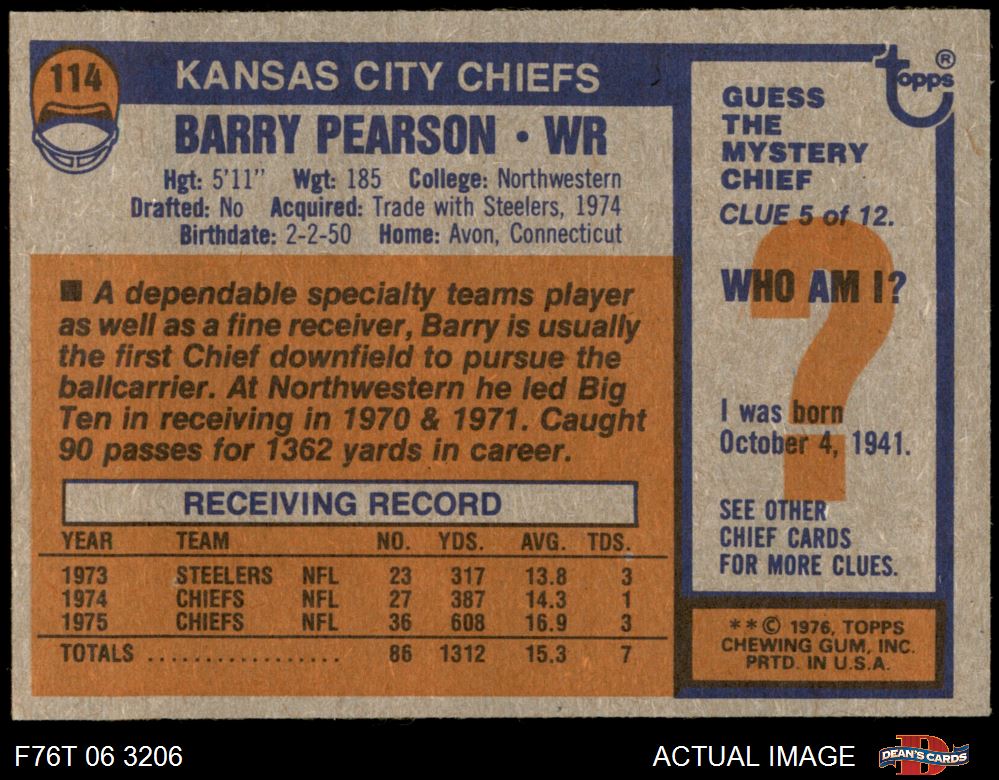 114
KANSAS CITY CHIEFS
BARRY PEARSON • WR
Hgt: 5'11" Wgt: 185 College: Northwestern
Drafted: No Acquired: Trade with Steelers, 1974
Birthdate: 2-2-50 Home: Avon, Connecticut
■ A dependable specialty teams player
as well as a fine receiver, Barry is usually
the first Chief downfield to pursue the
ballcarrier. At Northwestern he led Big
Ten in receiving in 1970 & 1971. Caught
90 passes for 1362 yards in career.
RECEIVING RECORD
YEAR TEAM NO. YDS. AVG. TDS.
1973 STEELERS NFL 23 317 13.8 3
1974 CHIEFS NFL 27 387 14.3 1
1975 CHIEFS NFL 36 608 16.9 3
TOTALS .................. 86 1312 15.3 7
topps®
GUESS
THE
MYSTERY
CHIEF
CLUE 5 of 12.
WHO AM I?
?
I was born
October 4, 1941.
SEE OTHER
CHIEF CARDS
FOR MORE CLUES.
**© 1976, TOPPS
CHEWING GUM, INC.
PRTD. IN U.S.A.
F76T 06 3206
ACTUAL IMAGE
DEAN'S CARDS